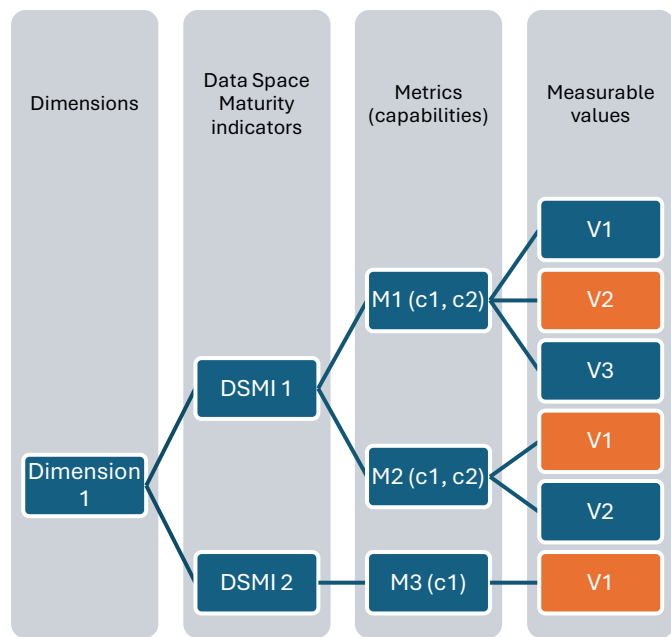 Dimensions
Data Space
Maturity
indicators
Metrics
(capabilities)
Measurable
values
Dimension
1
DSMI 1
DSMI 2
M1 (c1, c2)
M2 (c1, c2)
M3 (c1)
V1
V2
V3
V1
V2
V1